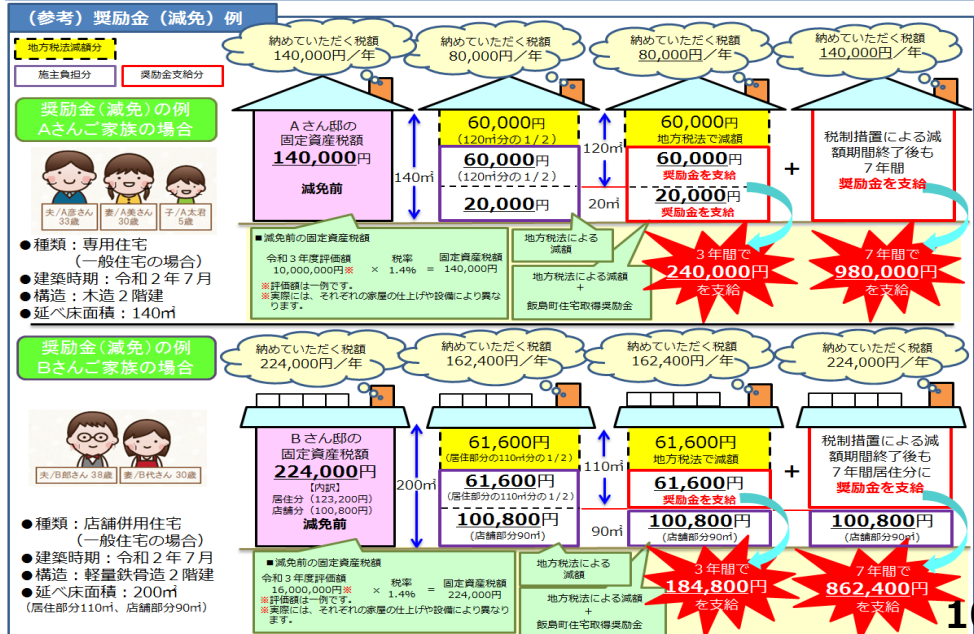 （参考）奨励金（減免）例
地方税法減額分
施主負担分
奨励金支給分
奨励金（減免）の例
Aさんご家族の場合
夫/A彦さん
33歳
妻/A美さん
30歳
子/A太君
5歳
●種類：専用住宅
（一般住宅の場合）
●建築時期：令和２年７月
●構造：木造２階建
●延べ床面積：140㎡
納めていただく税額
140,000円／年
納めていただく税額
80,000円／年
納めていただく税額
80,000円／年
納めていただく税額
140,000円／年
Ａさん邸の
固定資産税額
140,000円
減免前
140㎡
60,000円
（120㎡分の１/２）
60,000円
（120㎡分の１/２）
20,000円
120㎡
20㎡
60,000円
地方税法で減額
60,000円
奨励金を支給
20,000円
奨励金を支給
＋
税制措置による減
額期間終了後も
７年間
奨励金を支給
■減免前の固定資産税額
令和３年度評価額
10,000,000円※
×
税率
1.4%
＝
固定資産税額
140,000円
※評価額は一例です。
※実際には、それぞれの家屋の仕上げや設備により異な
ります。
地方税法による
減額
地方税法による減額
＋
飯島町住宅取得奨励金
３年間で
240,000円
を支給
７年間で
980,000円
を支給
奨励金（減免）の例
Bさんご家族の場合
夫/B郎さん 38歳
妻/B代さん 30歳
●種類：店舗併用住宅
（一般住宅の場合）
●建築時期：令和２年７月
●構造：軽量鉄骨造２階建
●延べ床面積：200㎡
（居住部分110㎡、店舗部分90㎡）
納めていただく税額
224,000円／年
納めていただく税額
162,400円／年
納めていただく税額
162,400円／年
納めていただく税額
224,000円／年
Ｂさん邸の
固定資産税額
224,000円
【内訳】
居住分（123,200円）
店舗分（100,800円）
減免前
200㎡
61,600円
（居住部分の110㎡分の１/２）
61,600円
（居住部分の110㎡分の１/２）
100,800円
（店舗部分90㎡）
110㎡
90㎡
61,600円
地方税法で減額
61,600円
奨励金を支給
100,800円
（店舗部分90㎡）
＋
税制措置による減
額期間終了後も
７年間居住分に
奨励金を支給
100,800円
（店舗部分90㎡）
■減免前の固定資産税額
令和３年度評価額
16,000,000円※
×
税率
1.4%
＝
固定資産税額
224,000円
※評価額は一例です。
※実際には、それぞれの家屋の仕上げや設備により異なり
ます。
地方税法による
減額
地方税法による減額
＋
飯島町住宅取得奨励金
３年間で
184,800円
を支給
７年間で
862,400円
を支給